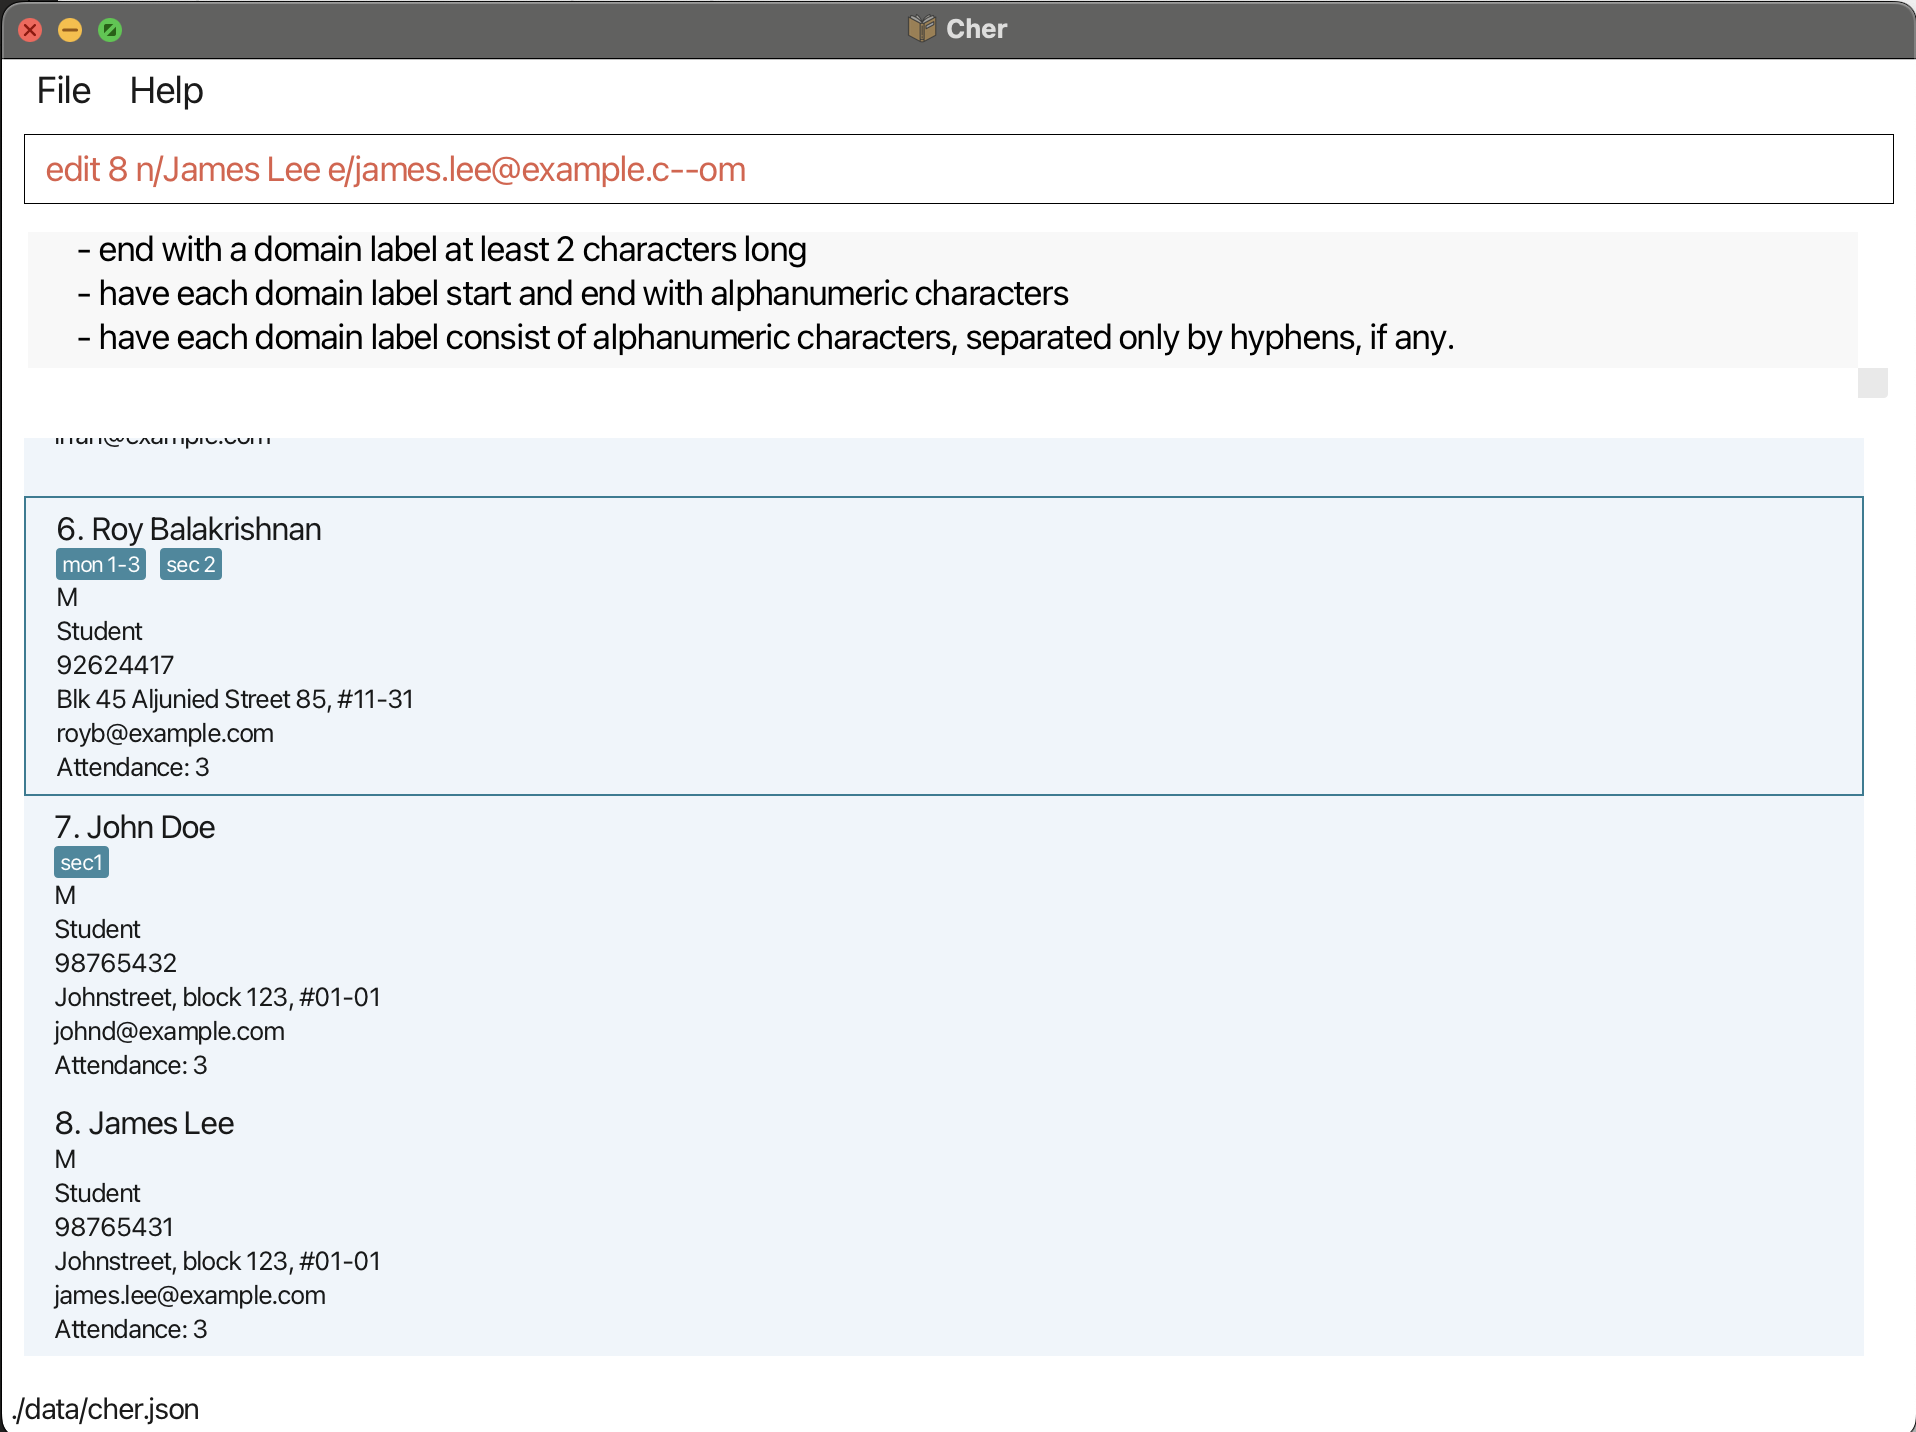 Cher
File Help
edit 8 n/James Lee e/james.lee@example.c--om
- end with a domain label at least 2 characters long
- have each domain label start and end with alphanumeric characters
- have each domain label consist of alphanumeric characters, separated only by hyphens, if any.
6. Roy Balakrishnan
mon 1-3 sec 2
M
Student
92624417
Blk 45 Aljunied Street 85, #11-31
royb@example.com
Attendance: 3
7. John Doe
sec1
M
Student
98765432
Johnstreet, block 123, #01-01
johnd@example.com
Attendance: 3
8. James Lee
M
Student
98765431
Johnstreet, block 123, #01-01
james.lee@example.com
Attendance: 3
./data/cher.json